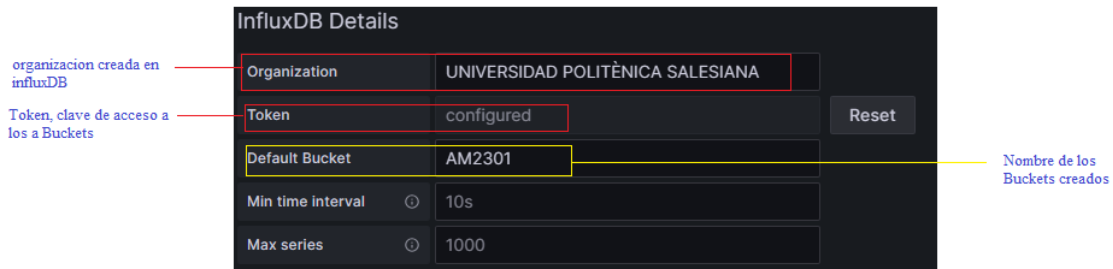 InfluxDB Details
organizacion creada en
influxDB
Organization UNIVERSIDAD POLITÈNICA SALESIANA
Token, clave de acceso a
los a Buckets
Token configured Reset
Default Bucket AM2301
Nombre de los
Buckets creados
Min time interval 10s
Max series 1000